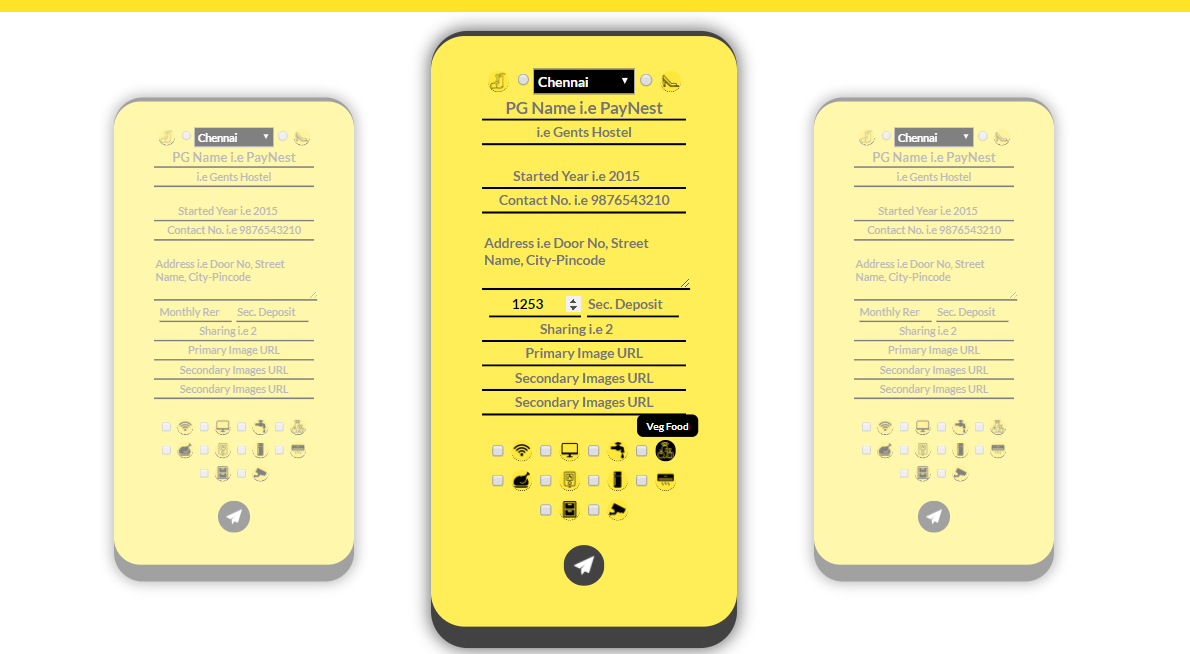 Chennai
PG Name i.e PayNest
i.e Gents Hostel
Started Year i.e 2015
Contact No. i.e 9876543210
Address i.e Door No, Street
Name, City-Pincode
Monthly Rer Sec. Deposit
Sharing i.e 2
Primary Image URL
Secondary Images URL
Secondary Images URL
Chennai
PG Name i.e PayNest
i.e Gents Hostel
Started Year i.e 2015
Contact No. i.e 9876543210
Address i.e Door No, Street
Name, City-Pincode
1253 Sec. Deposit
Sharing i.e 2
Primary Image URL
Secondary Images URL
Secondary Images URL
Veg Food
Chennai
PG Name i.e PayNest
i.e Gents Hostel
Started Year i.e 2015
Contact No. i.e 9876543210
Address i.e Door No, Street
Name, City-Pincode
Monthly Rer Sec. Deposit
Sharing i.e 2
Primary Image URL
Secondary Images URL
Secondary Images URL